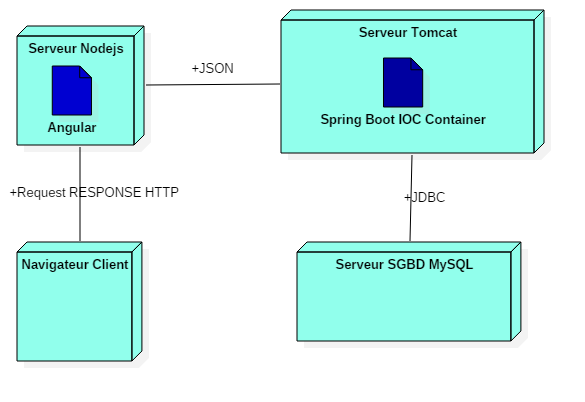 Serveur Nodejs
Angular
+JSON
Serveur Tomcat
Spring Boot IOC Container
+Request RESPONSE HTTP
+JDBC
Navigateur Client
Serveur SGBD MySQL